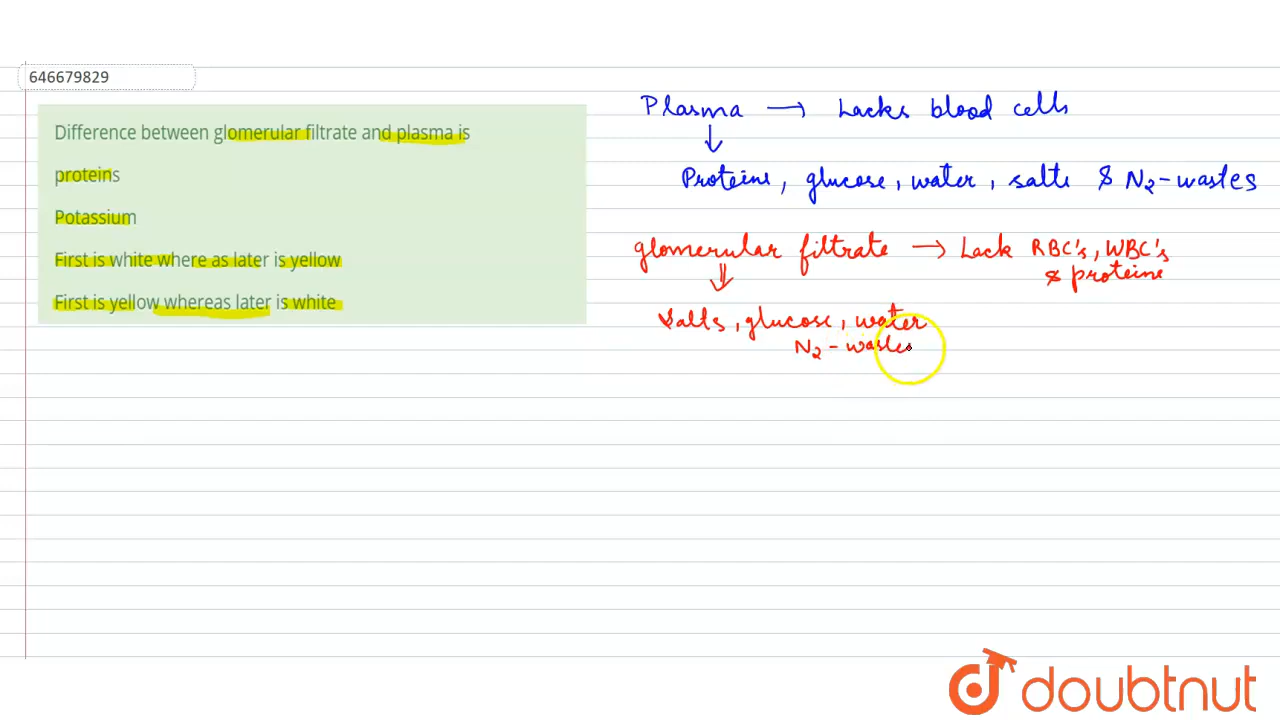 646679829
Difference between glomerular filtrate and plasma is
proteins
Potassium
First is white where as later is yellow
First is yellow whereas later is white
Plasma → Lacks blood cells
↓
Proteins, glucose, water, salts & N2-wastes
glomerular filtrate → Lack RBC's, WBC's
& proteins
⇓
Salts, glucose, water
N2-wastes
doubtnut